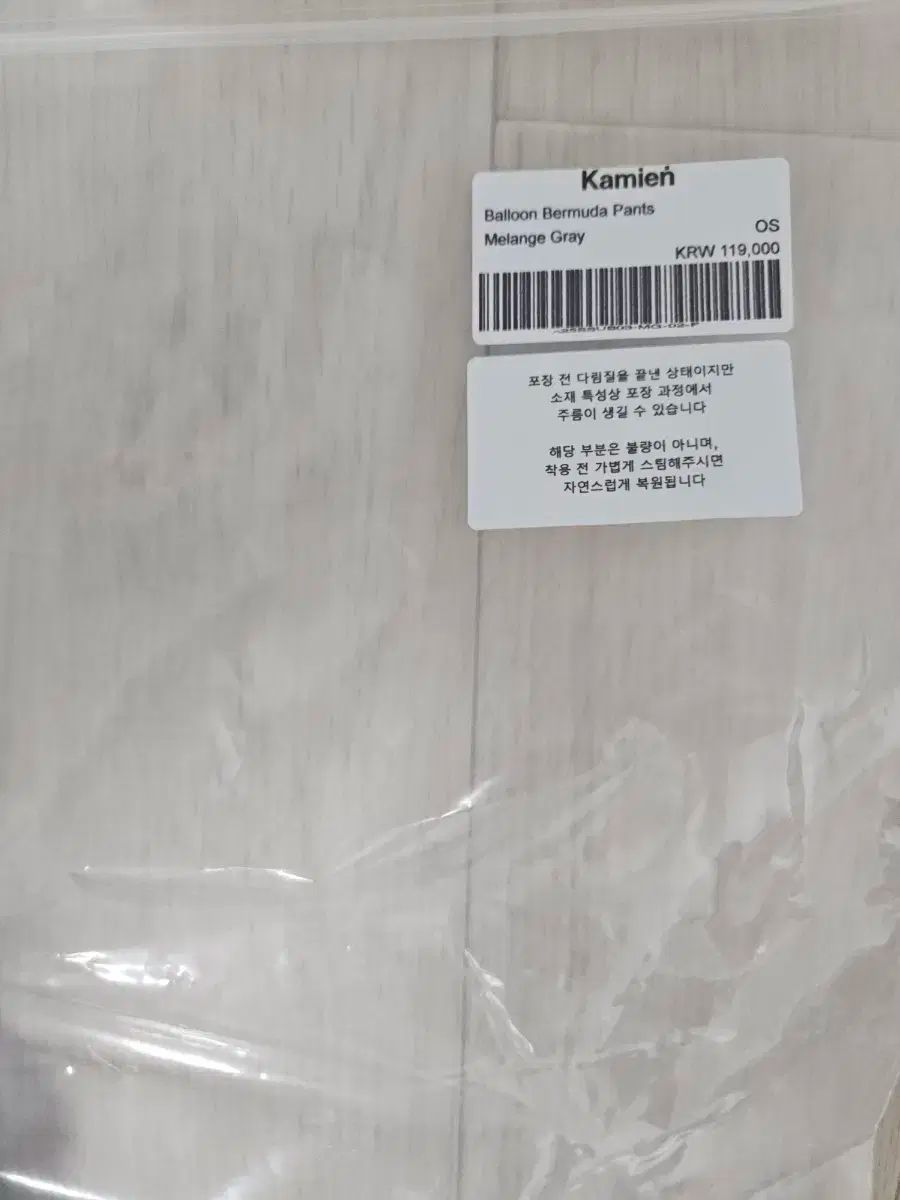 Kamień
Balloon Bermuda Pants
Melange Gray
OS
KRW 119,000
포장 전 다림질을 끝낸 상태이지만
소재 특성상 포장 과정에서
주름이 생길 수 있습니다
해당 부분은 불량이 아니며,
착용 전 가볍게 스팀해주시면
자연스럽게 복원됩니다